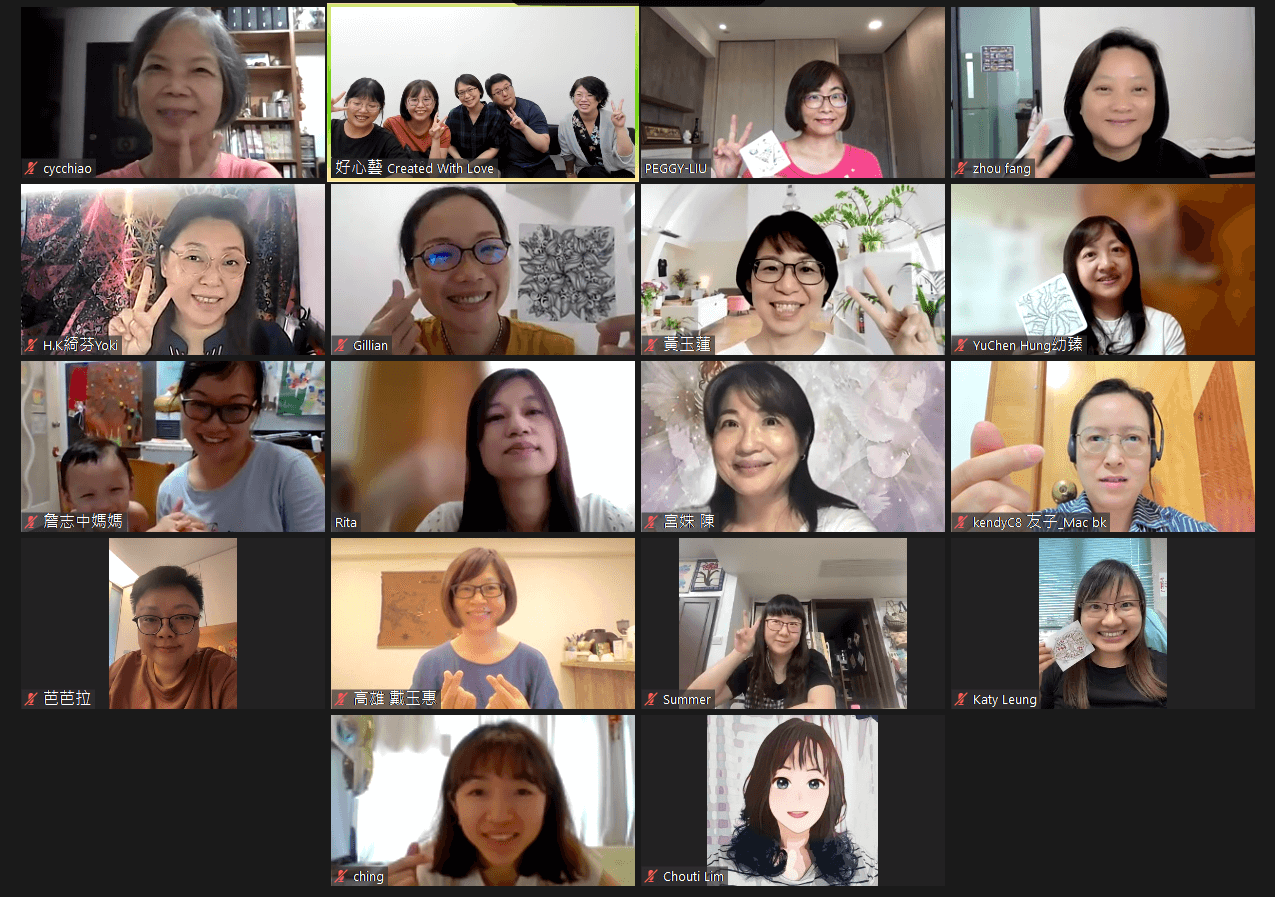 cycchiao
好心藝 Created With Love
PEGGY-LIU
zhou fang
H.K綺芬Yoki
Gillian
黃玉蓮
YuChen Hung幼臻
詹志中媽媽
Rita
宮妹 陳
kendyC8 友子_Mac bk
芭芭拉
高雄 戴玉惠
Summer
Katy Leung
ching
Chouti Lim